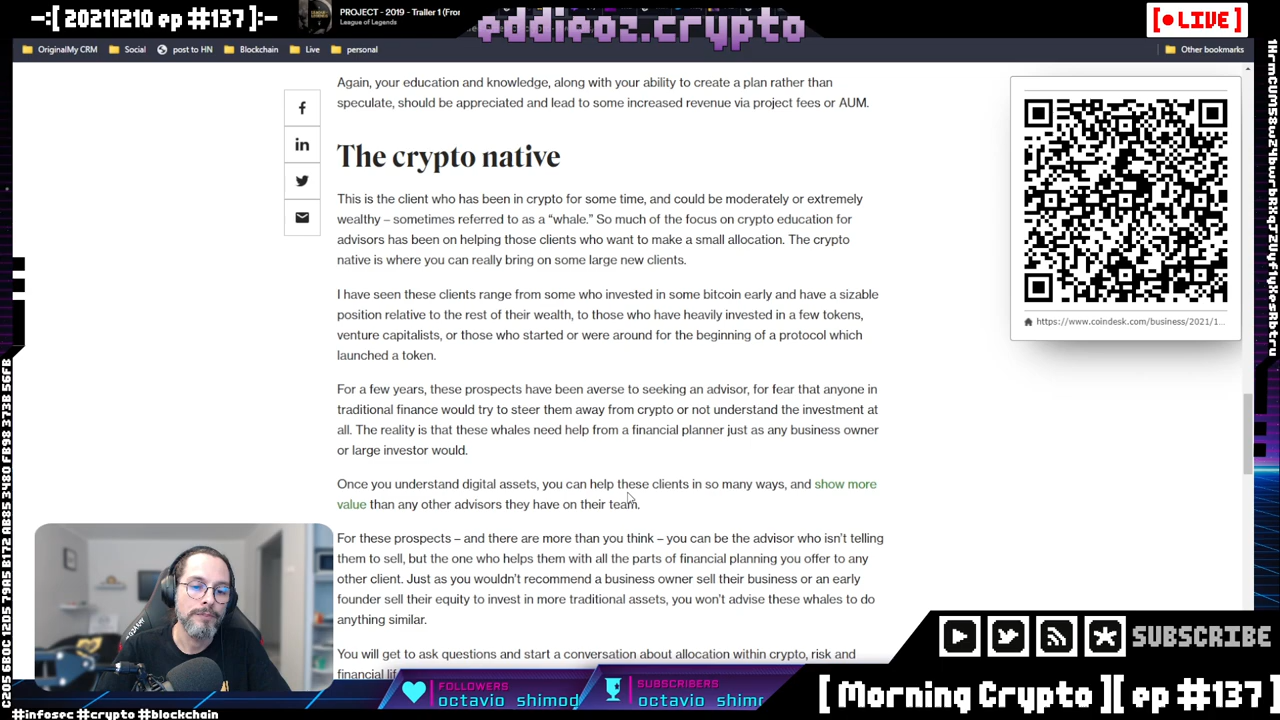 —:[ 20211210 ep #137 ]:—
PROJECT - 2019 - Trailer 1 (Fro
League of Legends
eddieoz.crypto
[● LIVE]
OriginalMy CRM
Social
post to HN
Blockchain
Live
personal
Other bookmarks
Again, your education and knowledge, along with your ability to create a plan rather than
speculate, should be appreciated and lead to some increased revenue via project fees or AUM.
The crypto native
This is the client who has been in crypto for some time, and could be moderately or extremely
wealthy – sometimes referred to as a “whale.” So much of the focus on crypto education for
advisors has been on helping those clients who want to make a small allocation. The crypto
native is where you can really bring on some large new clients.
I have seen these clients range from some who invested in some bitcoin early and have a sizable
position relative to the rest of their wealth, to those who have heavily invested in a few tokens,
venture capitalists, or those who started or were around for the beginning of a protocol which
launched a token.
For a few years, these prospects have been averse to seeking an advisor, for fear that anyone in
traditional finance would try to steer them away from crypto or not understand the investment at
all. The reality is that these whales need help from a financial planner just as any business owner
or large investor would.
Once you understand digital assets, you can help these clients in so many ways, and show more
value than any other advisors they have on their team.
For these prospects – and there are more than you think – you can be the advisor who isn’t telling
them to sell, but the one who helps them with all the parts of financial planning you offer to any
other client. Just as you wouldn’t recommend a business owner sell their business or an early
founder sell their equity to invest in more traditional assets, you won’t advise these whales to do
anything similar.
You will get to ask questions and start a conversation about allocation within crypto, risk and
financial li
https://www.coindesk.com/business/2021/1...
SUBSCRIBE
FOLLOWERS
octavio shimod
SUBSCRIBERS
octavio shim
[ Morning Crypto ][ ep #137 ]
#infosec #crypto #blockchain